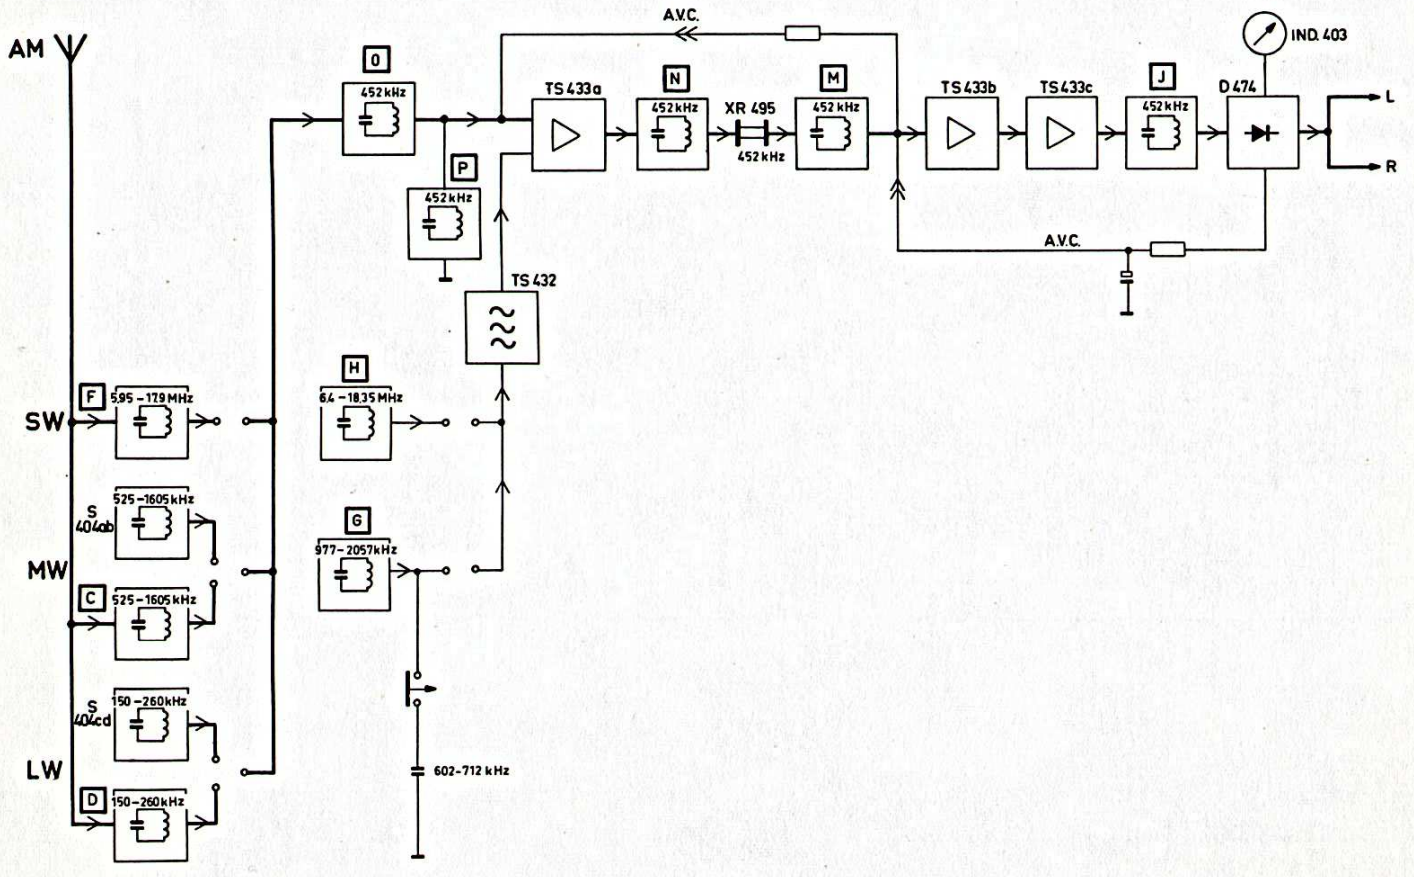 A.V.C.
AM
IND. 403
O
452 kHz
TS 433a
N
452 kHz
XR 495
452 kHz
M
452 kHz
TS 433b
TS 433c
J
452 kHz
D 474
L
R
P
452 kHz
A.V.C.
TS 432
SW
F
5,95 – 17,9 MHz
H
6,4 – 18,35 MHz
S
404ab
525 – 1605 kHz
MW
C
525 – 1605 kHz
G
977 – 2057 kHz
S
404cd
150 – 260 kHz
LW
D
150 – 260 kHz
602-712 kHz